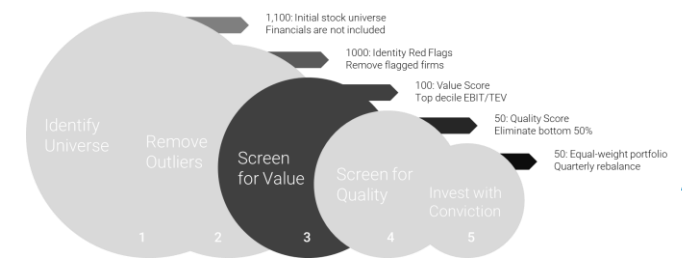 1,100: Initial stock universe
Financials are not included
1000: Identity Red Flags
Remove flagged firms
100: Value Score
Top decile EBIT/TEV
50: Quality Score
Eliminate bottom 50%
50: Equal-weight portfolio
Quarterly rebalance
Identify
Universe
Remove
Outliers
Screen
for Value
Screen for
Quality
Invest with
Conviction
1
2
3
4
5